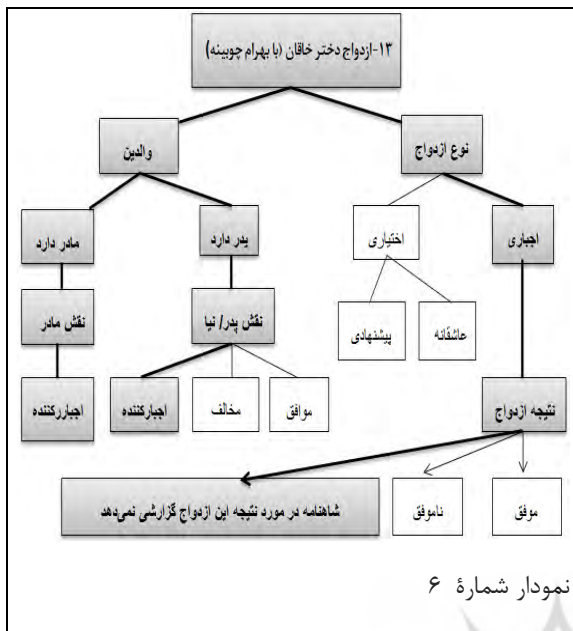 ۱۳-ازدواج دختر خاقان (با بهرام چوبینه)
نوع ازدواج
والدین
اجباری
اختیاری
پدر دارد
مادر دارد
عاشقانه
پیشنهادی
نقش پدر/ نیا
نقش مادر
نتیجه ازدواج
موافق
مخالف
اجبارکننده
اجبارکننده
موفق
ناموفق
شاهنامه در مورد نتیجه این ازدواج گزارشی نمی‌دهد
نمودار شمارهٔ ۶